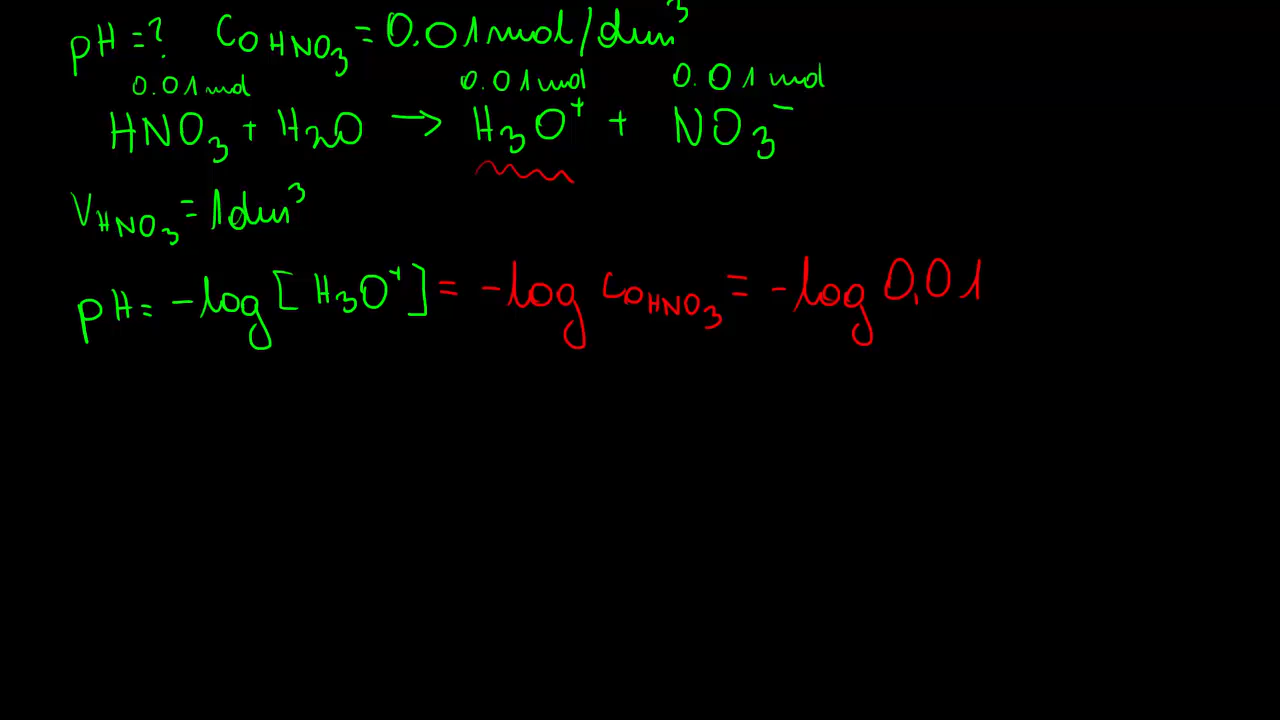 pH = ? C₀ HNO₃ = 0.01 mol/dm³
0.01 mol 0.01 mol 0.01 mol
HNO₃ + H₂O → H₃O⁺ + NO₃⁻
V HNO₃ = 1 dm³
pH = -log [H₃O⁺] = -log C₀ HNO₃ = -log 0,01